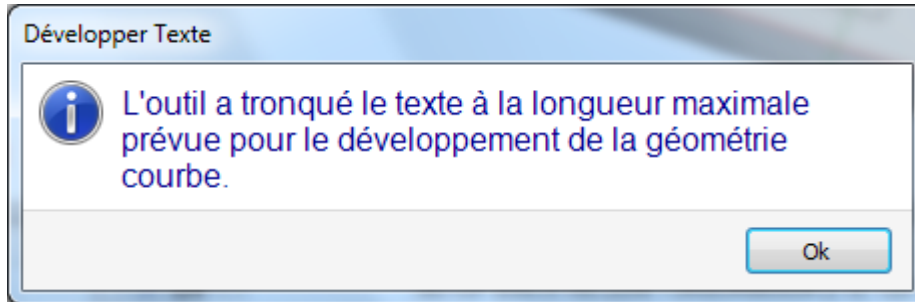 Développer Texte
L'outil a tronqué le texte à la longueur maximale
prévue pour le développement de la géométrie
courbe.
Ok